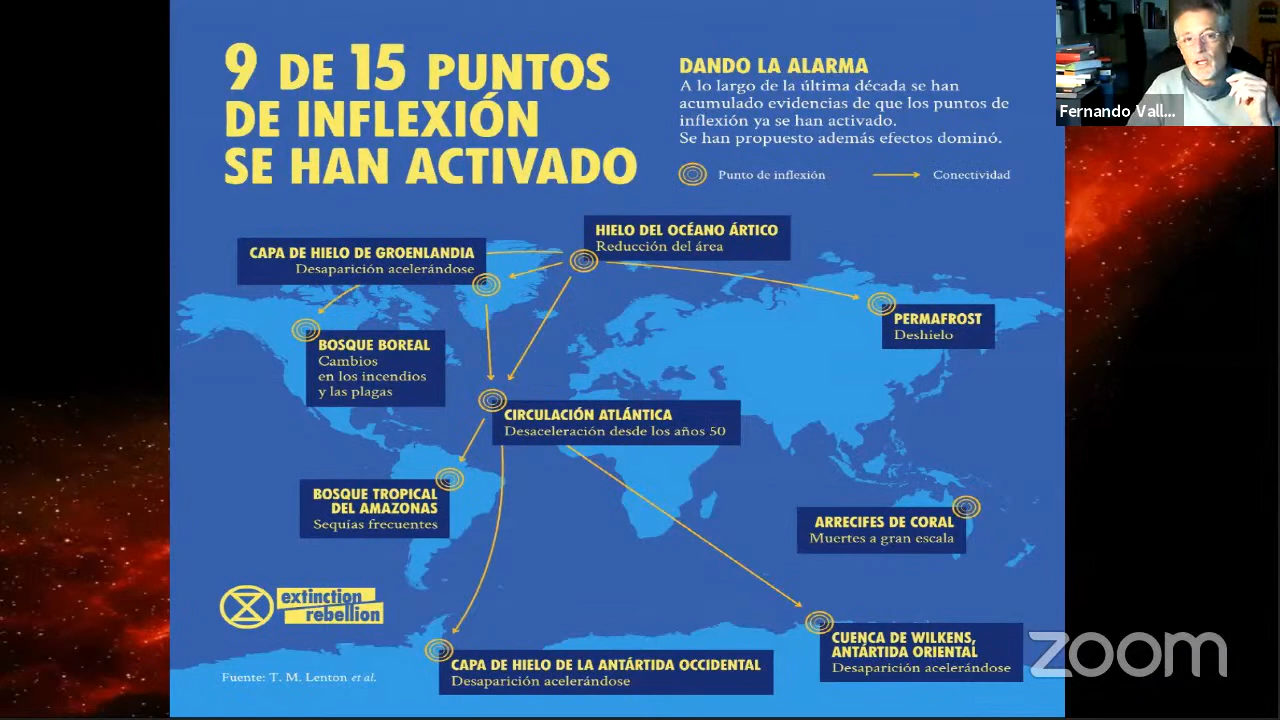 9 DE 15 PUNTOS
DE INFLEXIÓN
SE HAN ACTIVADO
DANDO LA ALARMA
A lo largo de la última década se han
acumulado evidencias de que los puntos de
inflexión ya se han activado.
Se han propuesto además efectos dominó.
Punto de inflexión
Conectividad
Fernando Vall...
HIELO DEL OCÉANO ÁRTICO
Reducción del área
CAPA DE HIELO DE GROENLANDIA
Desaparición acelerándose
PERMAFROST
Deshielo
BOSQUE BOREAL
Cambios
en los incendios
y las plagas
CIRCULACIÓN ATLÁNTICA
Desaceleración desde los años 50
BOSQUE TROPICAL
DEL AMAZONAS
Sequías frecuentes
ARRECIFES DE CORAL
Muertes a gran escala
extinction
rebellion
CUENCA DE WILKENS,
ANTÁRTIDA ORIENTAL
Desaparición acelerándose
CAPA DE HIELO DE LA ANTÁRTIDA OCCIDENTAL
Desaparición acelerándose
Fuente: T. M. Lenton et al.
zoom